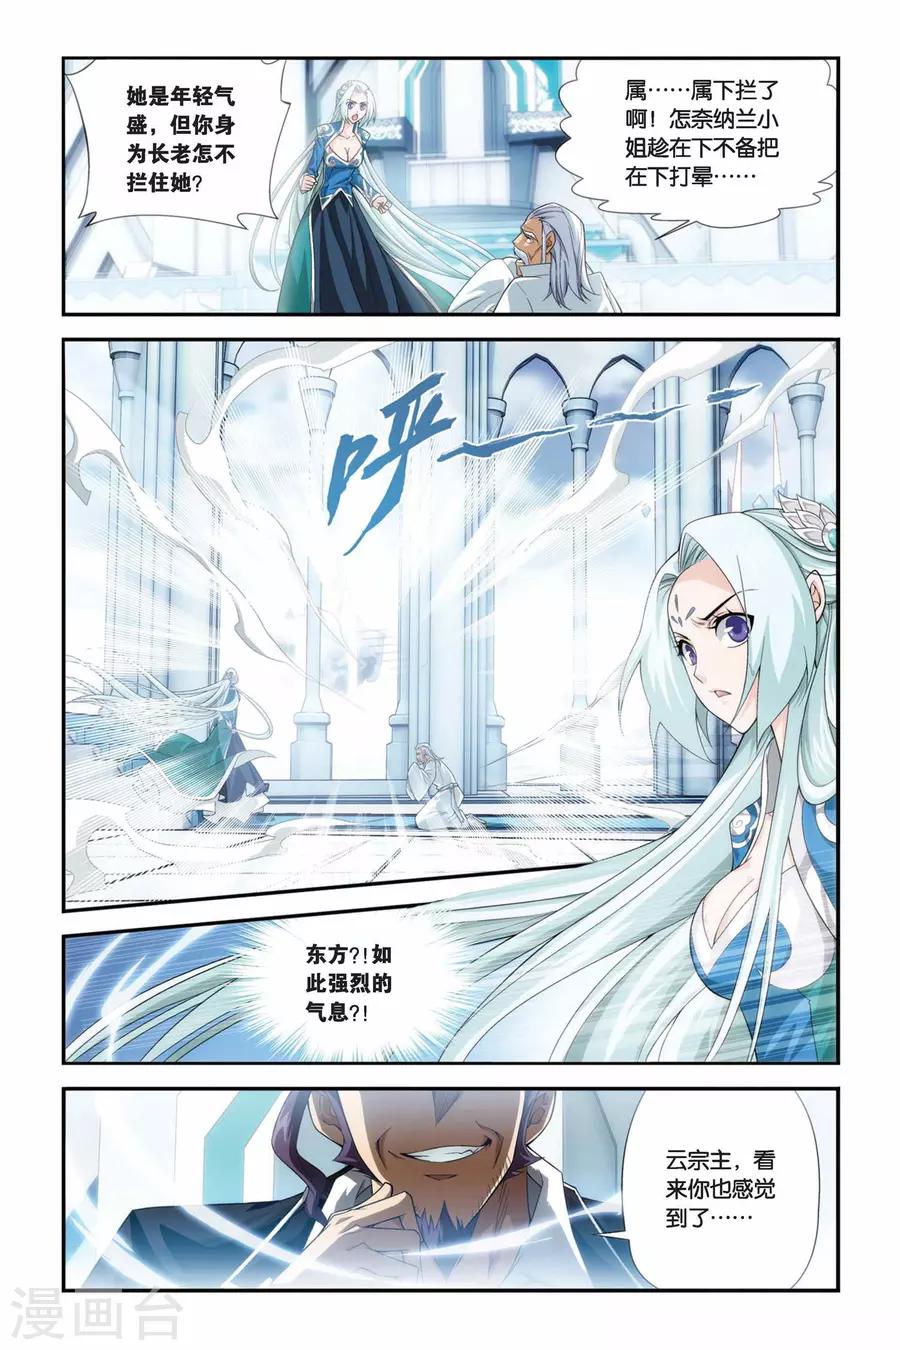 她是年轻气
盛，但你身
为长老怎不
拦住她？
属……属下拦了
啊！怎奈纳兰小
姐趁在下不备把
在下打晕……
呼——
东方？！如
此强烈的
气息？！
云宗主，看
来你也感觉
到了……
漫画台